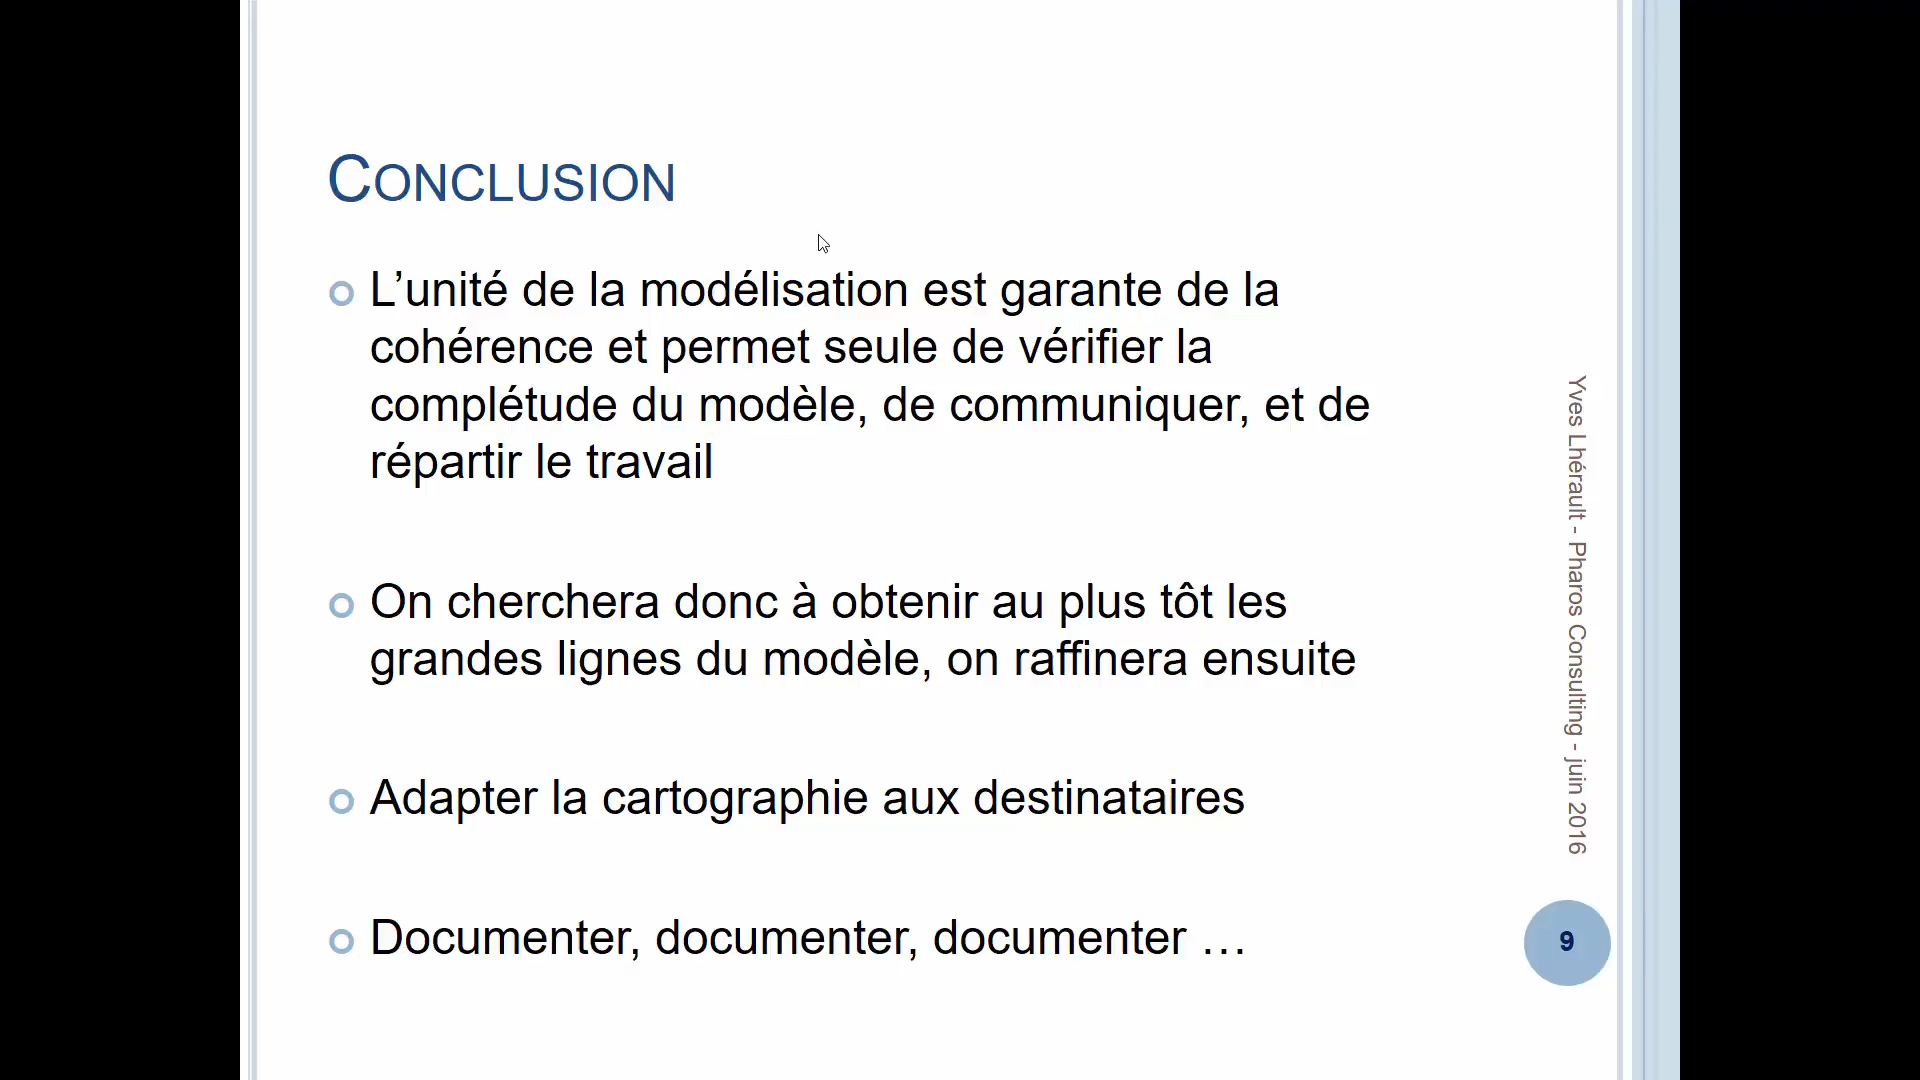 Conclusion
L’unité de la modélisation est garante de la
cohérence et permet seule de vérifier la
complétude du modèle, de communiquer, et de
répartir le travail
On cherchera donc à obtenir au plus tôt les
grandes lignes du modèle, on raffinera ensuite
Adapter la cartographie aux destinataires
Documenter, documenter, documenter …
Yves Lhérault - Pharos Consulting - juin 2016
9